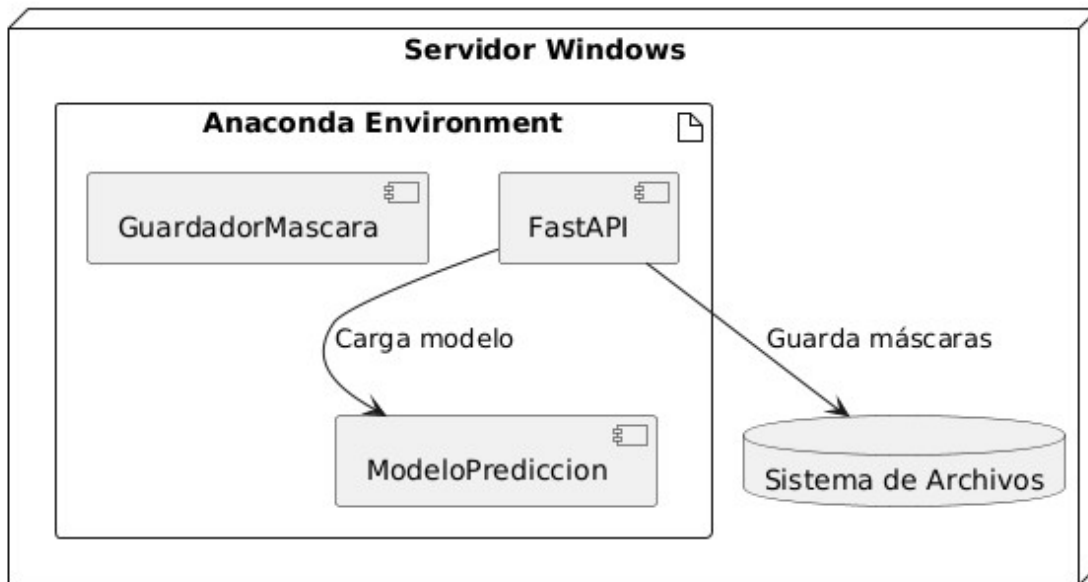 Servidor Windows
Anaconda Environment
GuardadorMascara
FastAPI
Carga modelo
Guarda máscaras
ModeloPrediccion
Sistema de Archivos